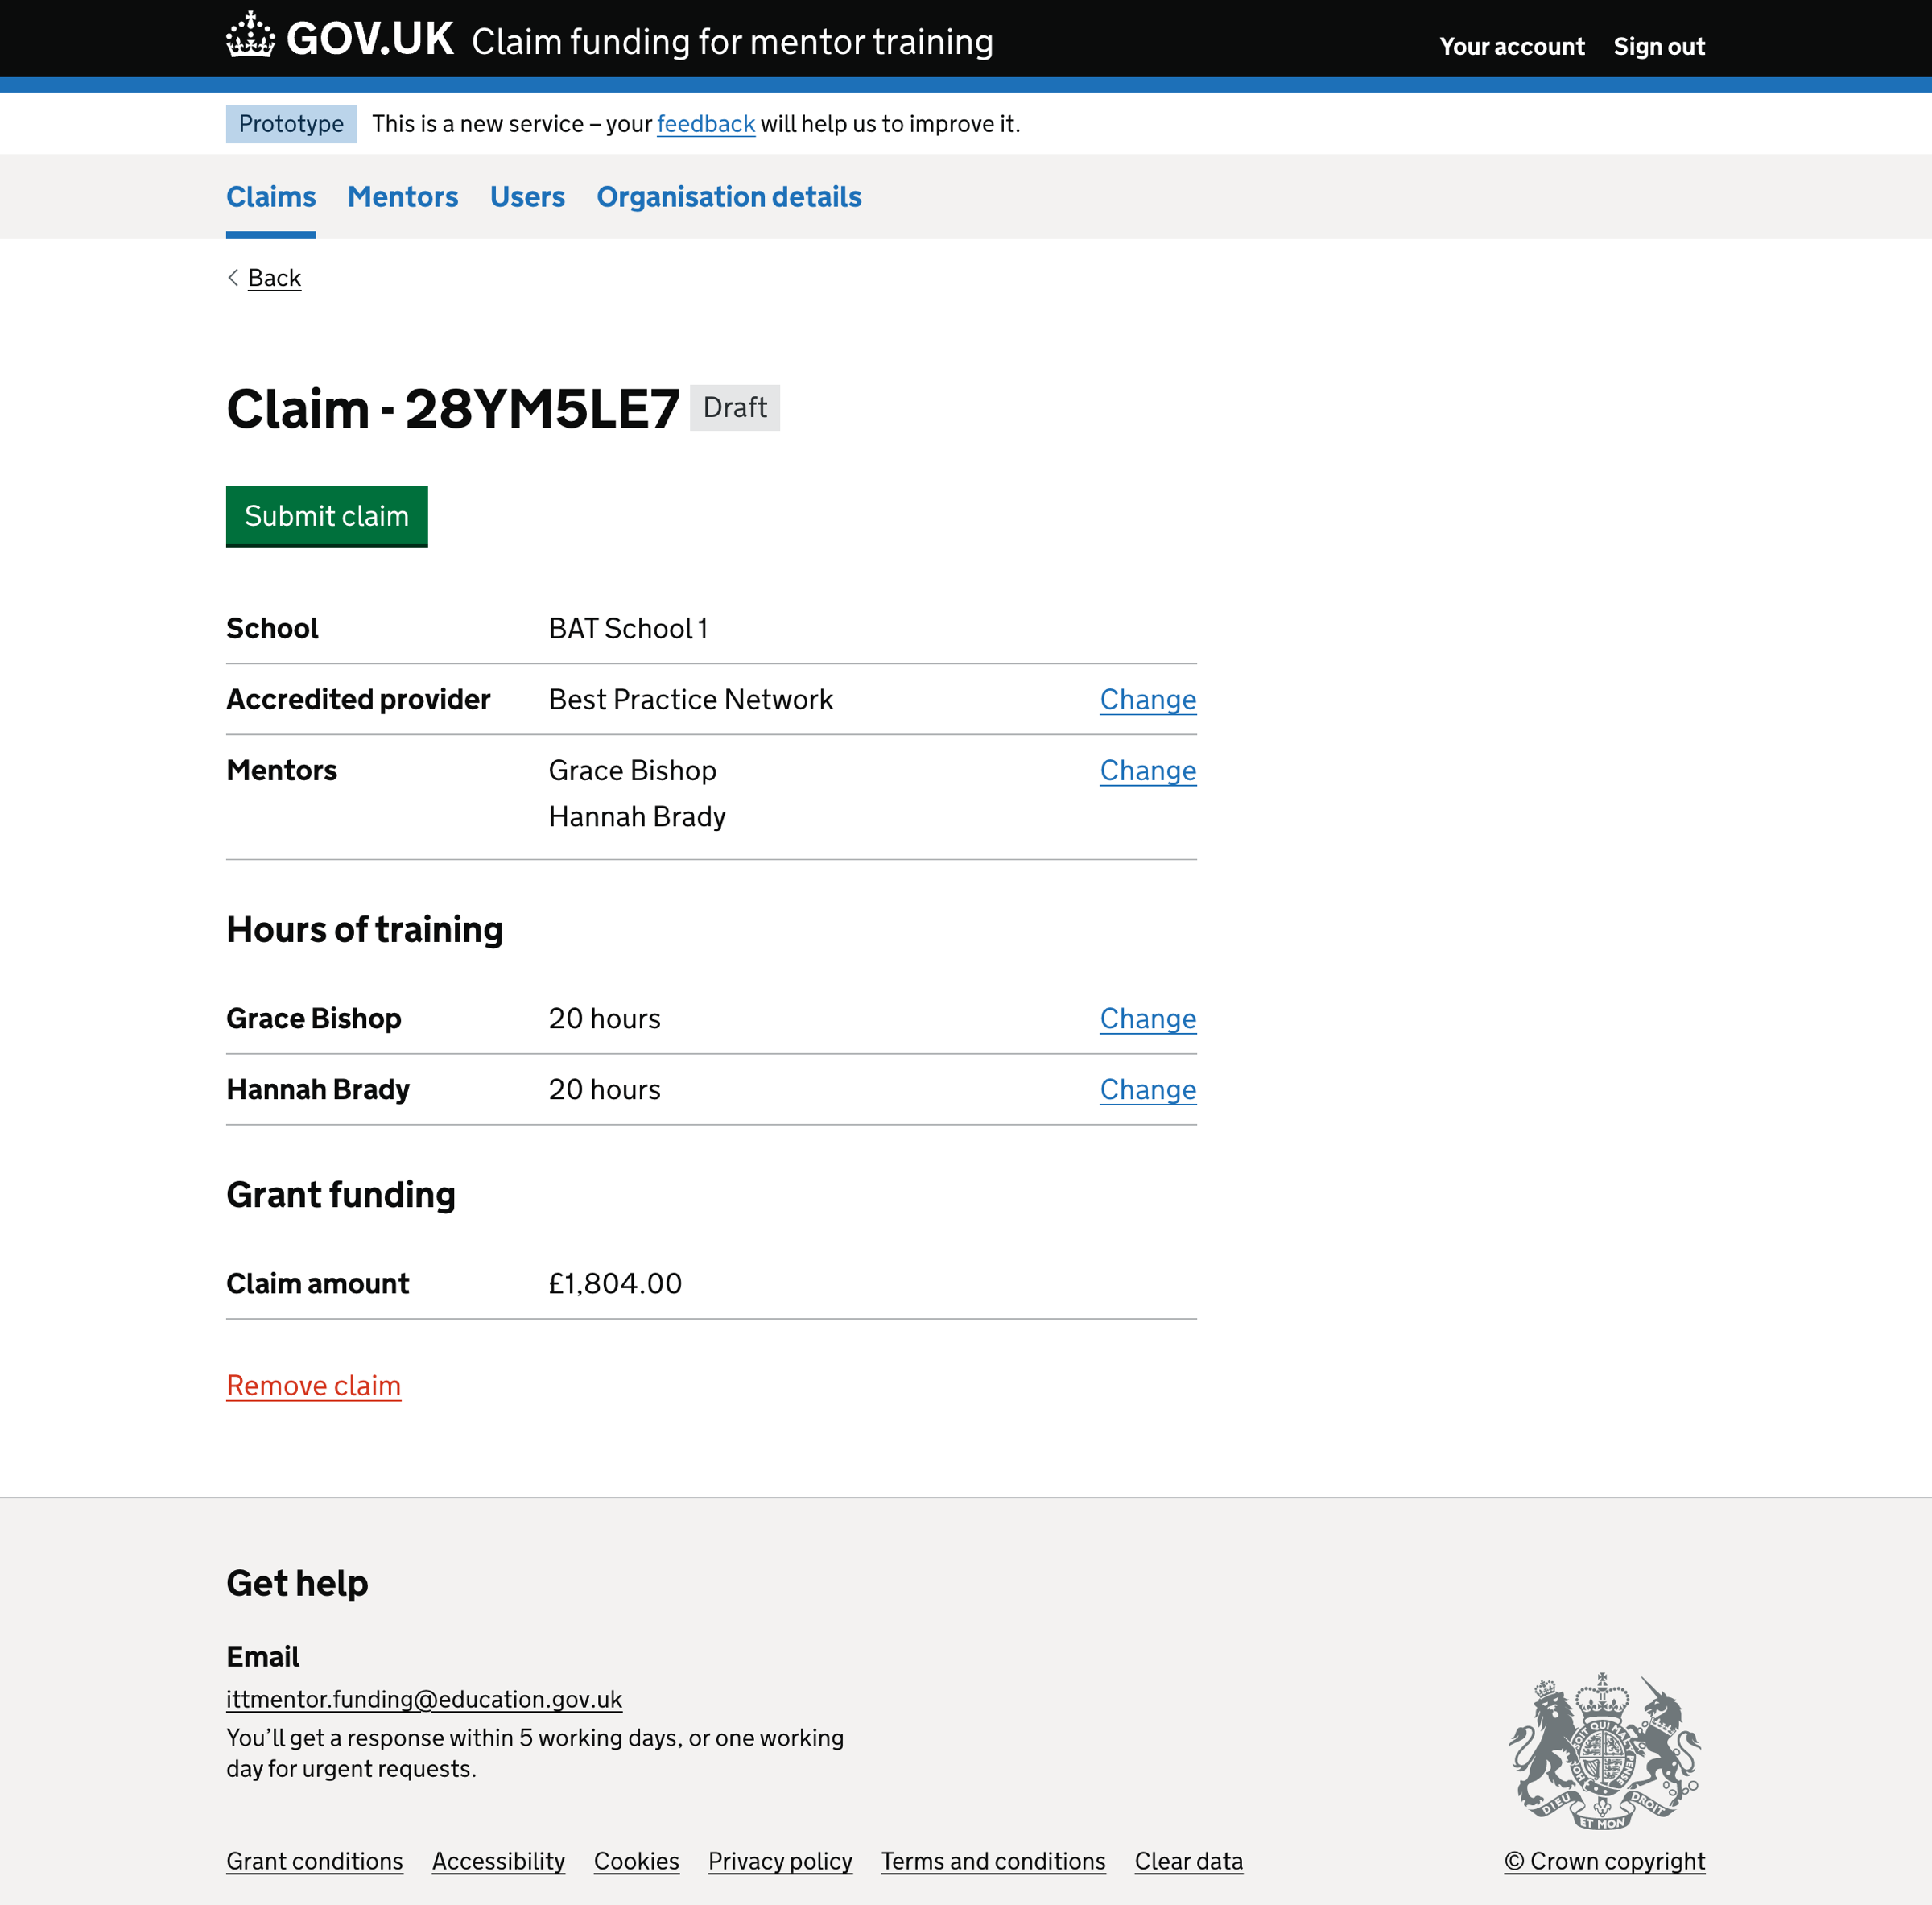 GOV.UK Claim funding for mentor training
Your account Sign out
Prototype This is a new service – your feedback will help us to improve it.
Claims Mentors Users Organisation details
Back
Claim - 28YM5LE7 Draft
Submit claim
School BAT School 1
Accredited provider Best Practice Network Change
Mentors Grace Bishop Change
Hannah Brady
Hours of training
Grace Bishop 20 hours Change
Hannah Brady 20 hours Change
Grant funding
Claim amount £1,804.00
Remove claim
Get help
Email
ittmentor.funding@education.gov.uk
You’ll get a response within 5 working days, or one working
day for urgent requests.
DIEU ET MON DROIT
Grant conditions Accessibility Cookies Privacy policy Terms and conditions Clear data
© Crown copyright